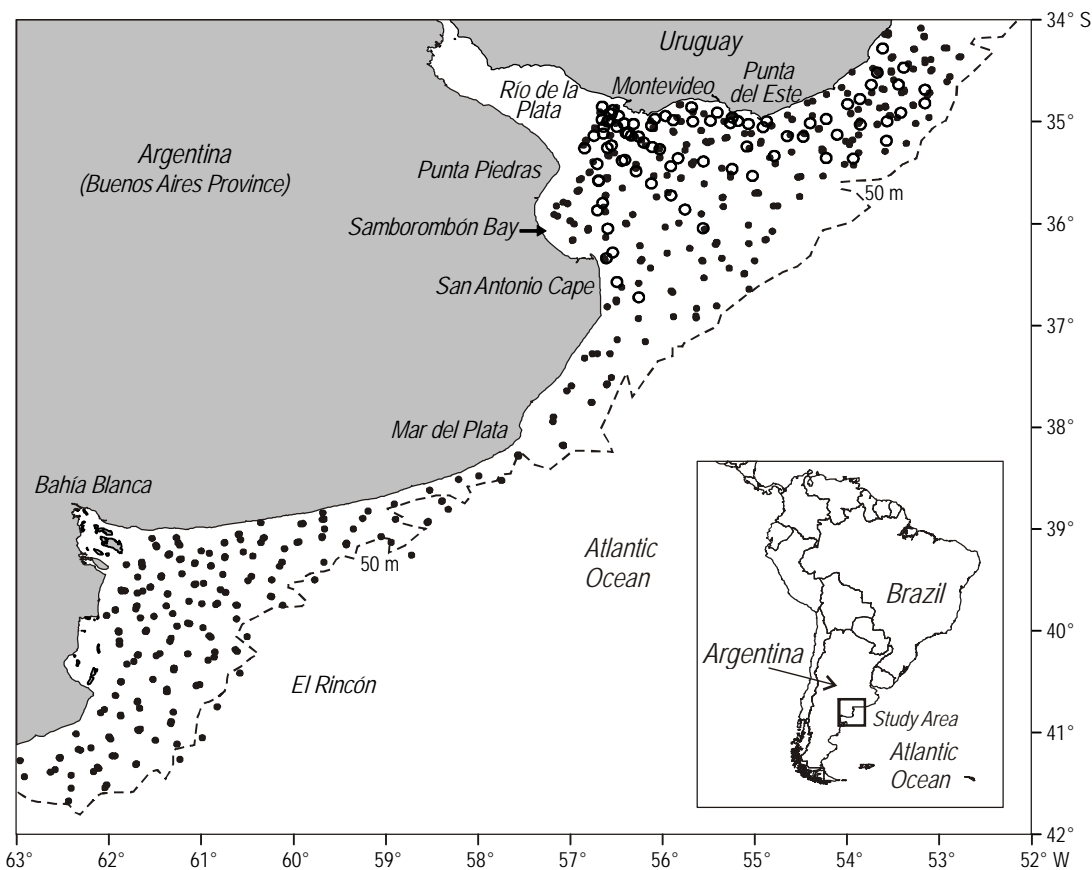 34° S
Uruguay
Río de la
Plata
Montevideo
Punta
del Este
35°
Argentina
(Buenos Aires Province)
Punta Piedras
50 m
Samborombón Bay
36°
San Antonio Cape
37°
Mar del Plata
38°
Bahía Blanca
39°
50 m
Atlantic
Ocean
Brazil
40°
Argentina
El Rincón
Study Area
41°
Atlantic
Ocean
42°
63° 62° 61° 60° 59° 58° 57° 56° 55° 54° 53° 52° W